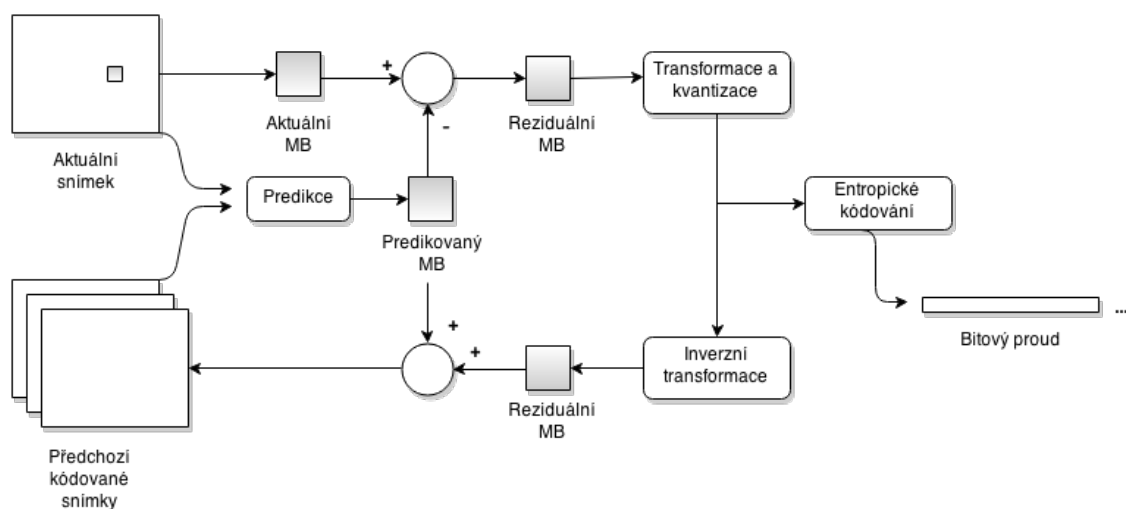 Aktuální
snímek
Aktuální
MB
+
-
Reziduální
MB
Transformace a
kvantizace
Predikce
Predikovaný
MB
Entropické
kódování
Bitový proud
...
+
+
Reziduální
MB
Inverzní
transformace
Předchozí
kódované
snímky